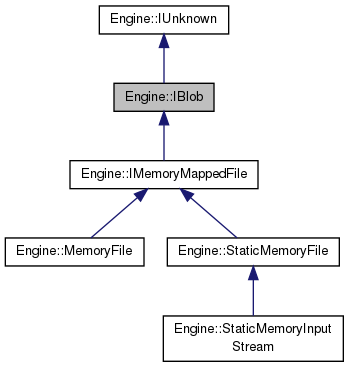 Engine::IUnknown
Engine::IBlob
Engine::IMemoryMappedFile
Engine::MemoryFile
Engine::StaticMemoryFile
Engine::StaticMemoryInput
Stream